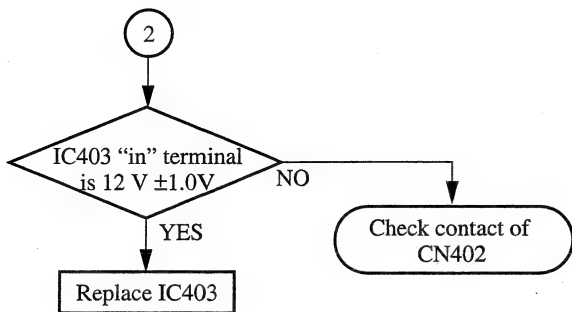 2
IC403 “in” terminal
is 12 V ±1.0V
NO
YES
Check contact of
CN402
Replace IC403